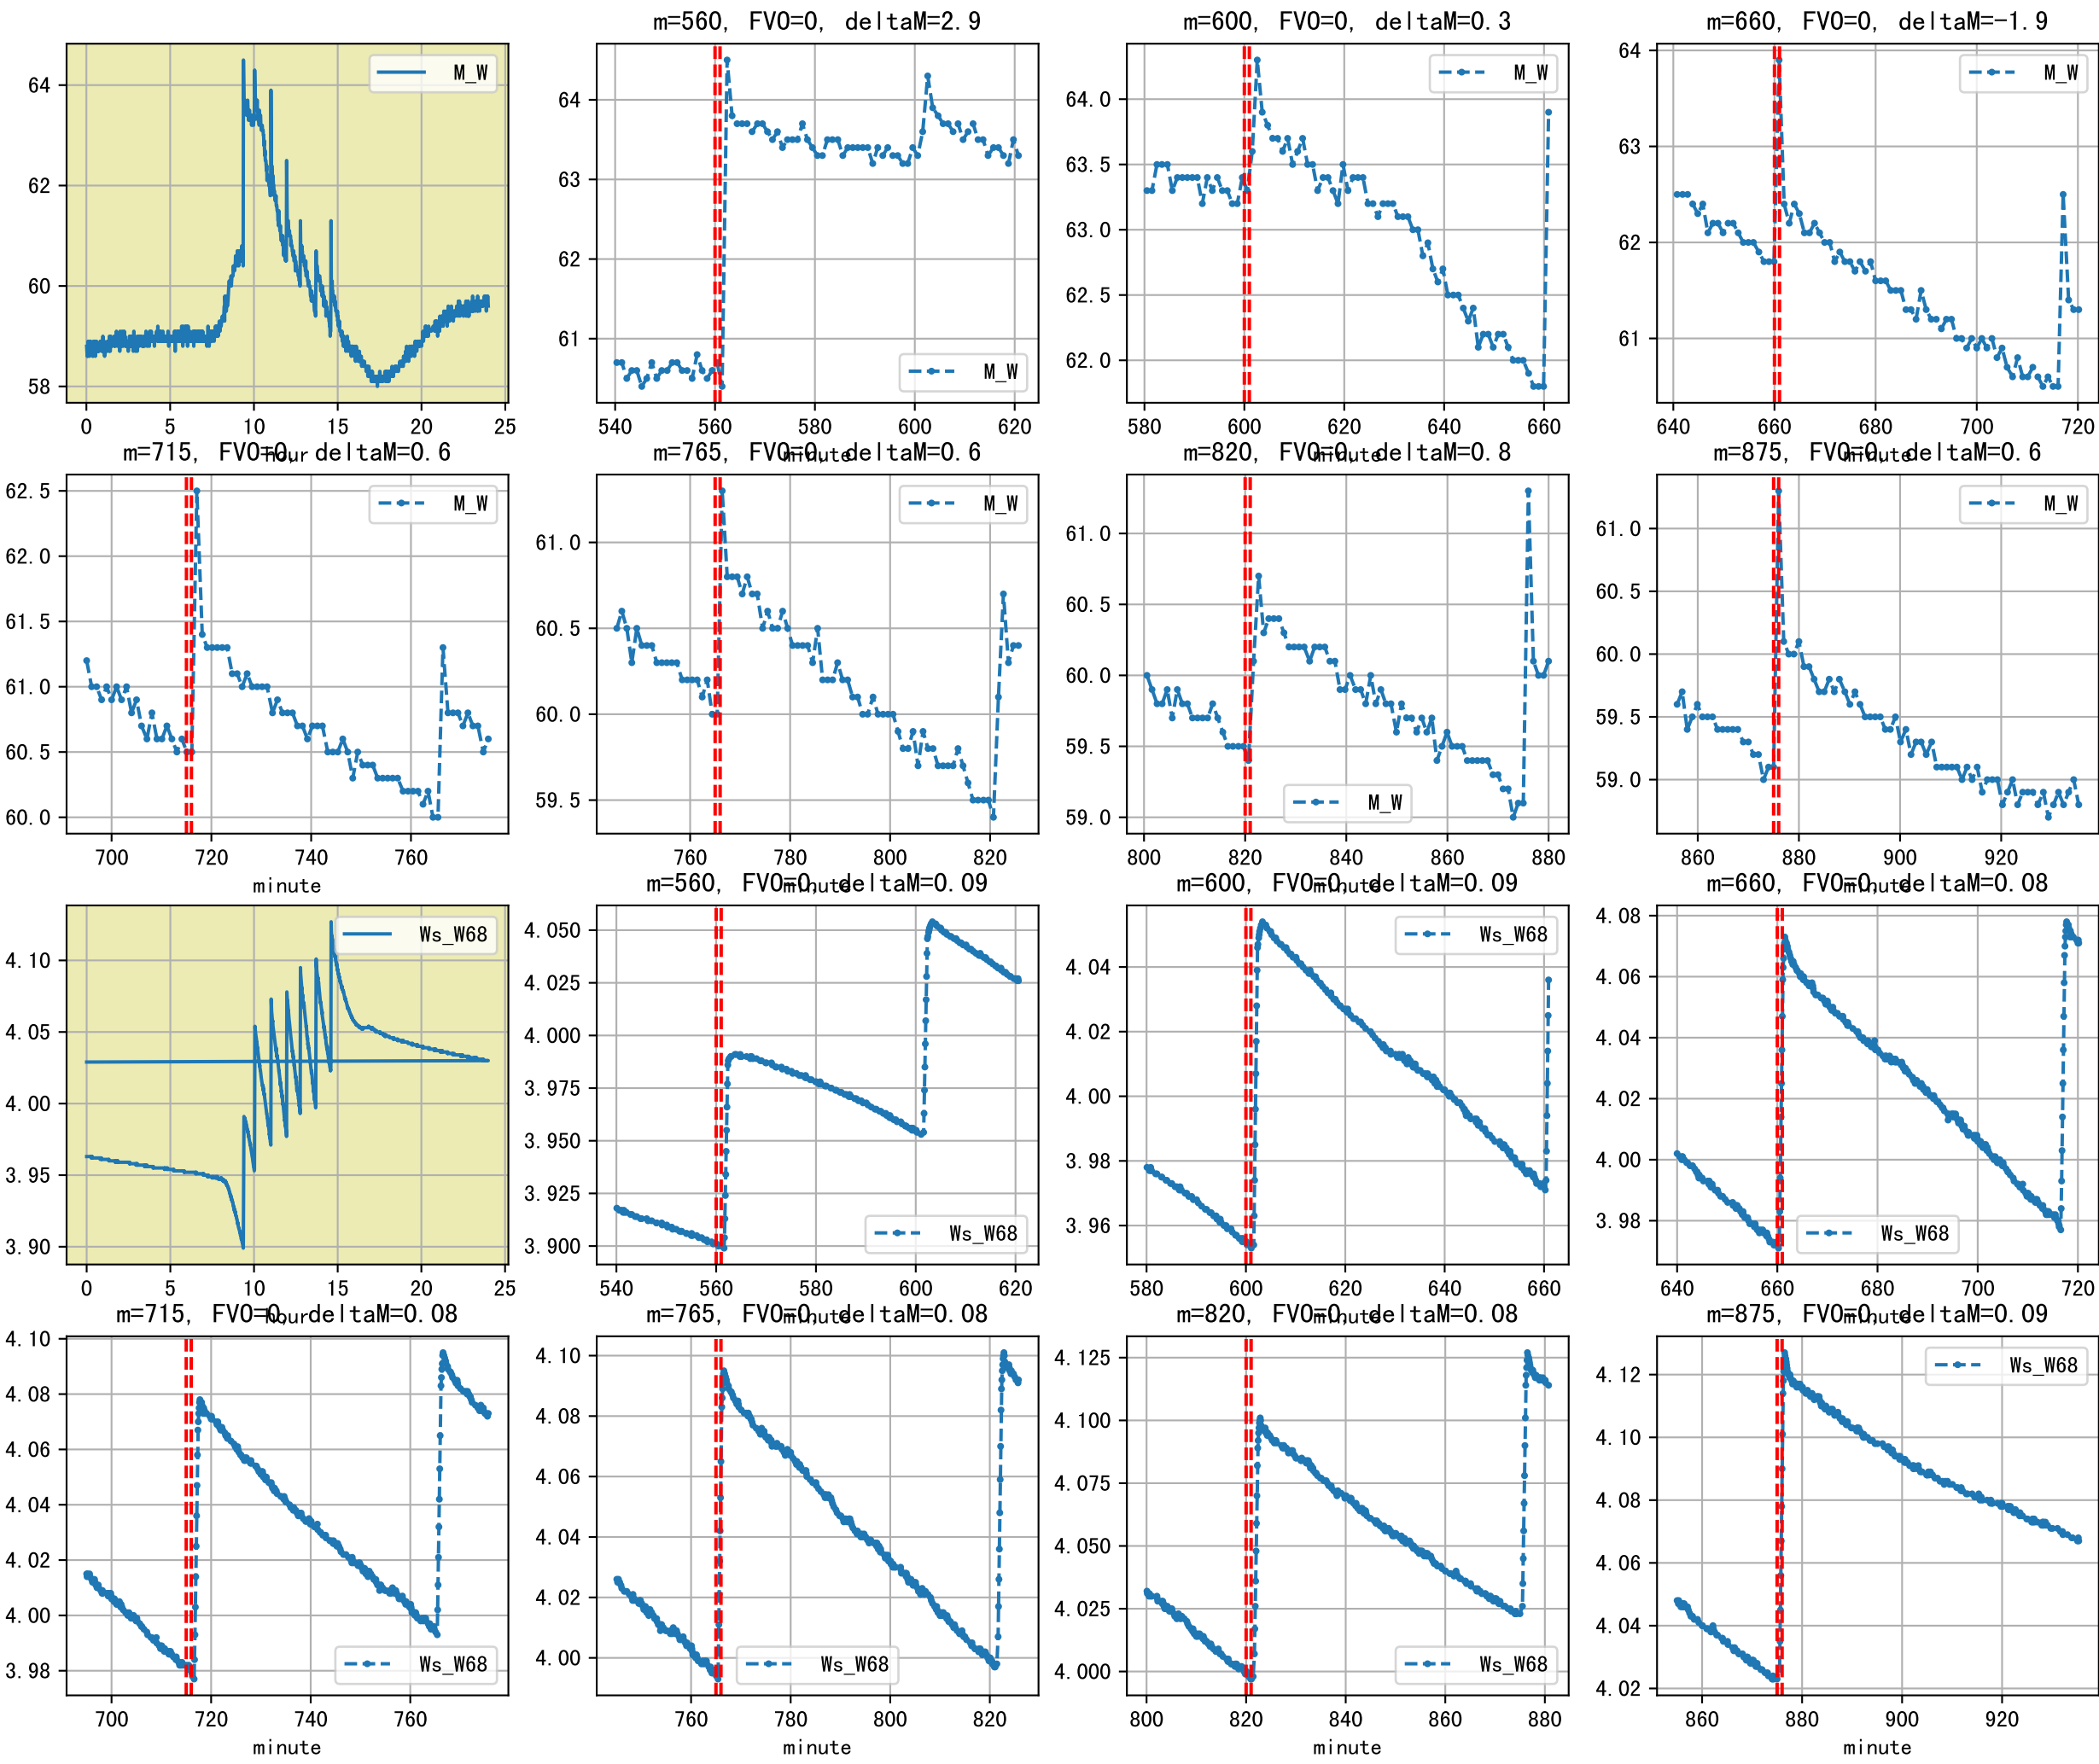 m=560, FVO=0, deltaM=2.9
m=600, FVO=0, deltaM=0.3
m=660, FVO=0, deltaM=-1.9
M_W
M_W
M_W
M_W
64
62
60
58
64
63
62
61
64.0
63.5
63.0
62.5
62.0
64
63
62
61
0 5 10 15 20 25
540 560 580 600 620
580 600 620 640 660
640 660 680 700 720
hour
minute
minute
minute
m=715, FVO=0, deltaM=0.6
m=765, FVO=0, deltaM=0.6
m=820, FVO=0, deltaM=0.8
m=875, FVO=0, deltaM=0.6
M_W
M_W
M_W
M_W
62.5
62.0
61.5
61.0
60.5
60.0
61.0
60.5
60.0
59.5
61.0
60.5
60.0
59.5
59.0
61.0
60.5
60.0
59.5
59.0
700 720 740 760
760 780 800 820
800 820 840 860 880
860 880 900 920
minute
minute
minute
minute
m=560, FVO=0, deltaM=0.09
m=600, FVO=0, deltaM=0.09
m=660, FVO=0, deltaM=0.08
Ws_W68
Ws_W68
Ws_W68
Ws_W68
4.10
4.05
4.00
3.95
3.90
4.050
4.025
4.000
3.975
3.950
3.925
3.900
4.04
4.02
4.00
3.98
3.96
4.08
4.06
4.04
4.02
4.00
3.98
0 5 10 15 20 25
540 560 580 600 620
580 600 620 640 660
640 660 680 700 720
hour
minute
minute
minute
m=715, FVO=0, deltaM=0.08
m=765, FVO=0, deltaM=0.08
m=820, FVO=0, deltaM=0.08
m=875, FVO=0, deltaM=0.09
Ws_W68
Ws_W68
Ws_W68
Ws_W68
4.10
4.08
4.06
4.04
4.02
4.00
3.98
4.10
4.08
4.06
4.04
4.02
4.00
4.125
4.100
4.075
4.050
4.025
4.000
4.12
4.10
4.08
4.06
4.04
4.02
700 720 740 760
760 780 800 820
800 820 840 860 880
860 880 900 920
minute
minute
minute
minute